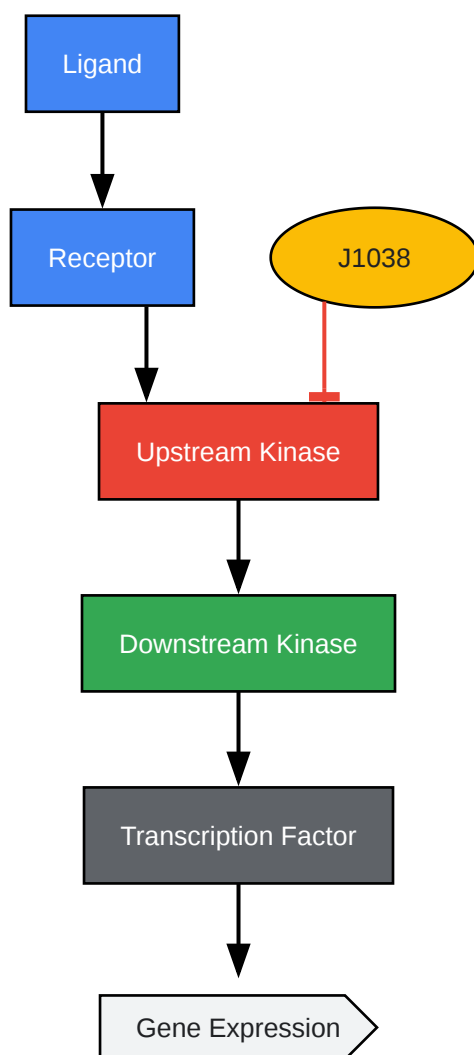 Ligand
Receptor
J1038
Upstream Kinase
Downstream Kinase
Transcription Factor
Gene Expression